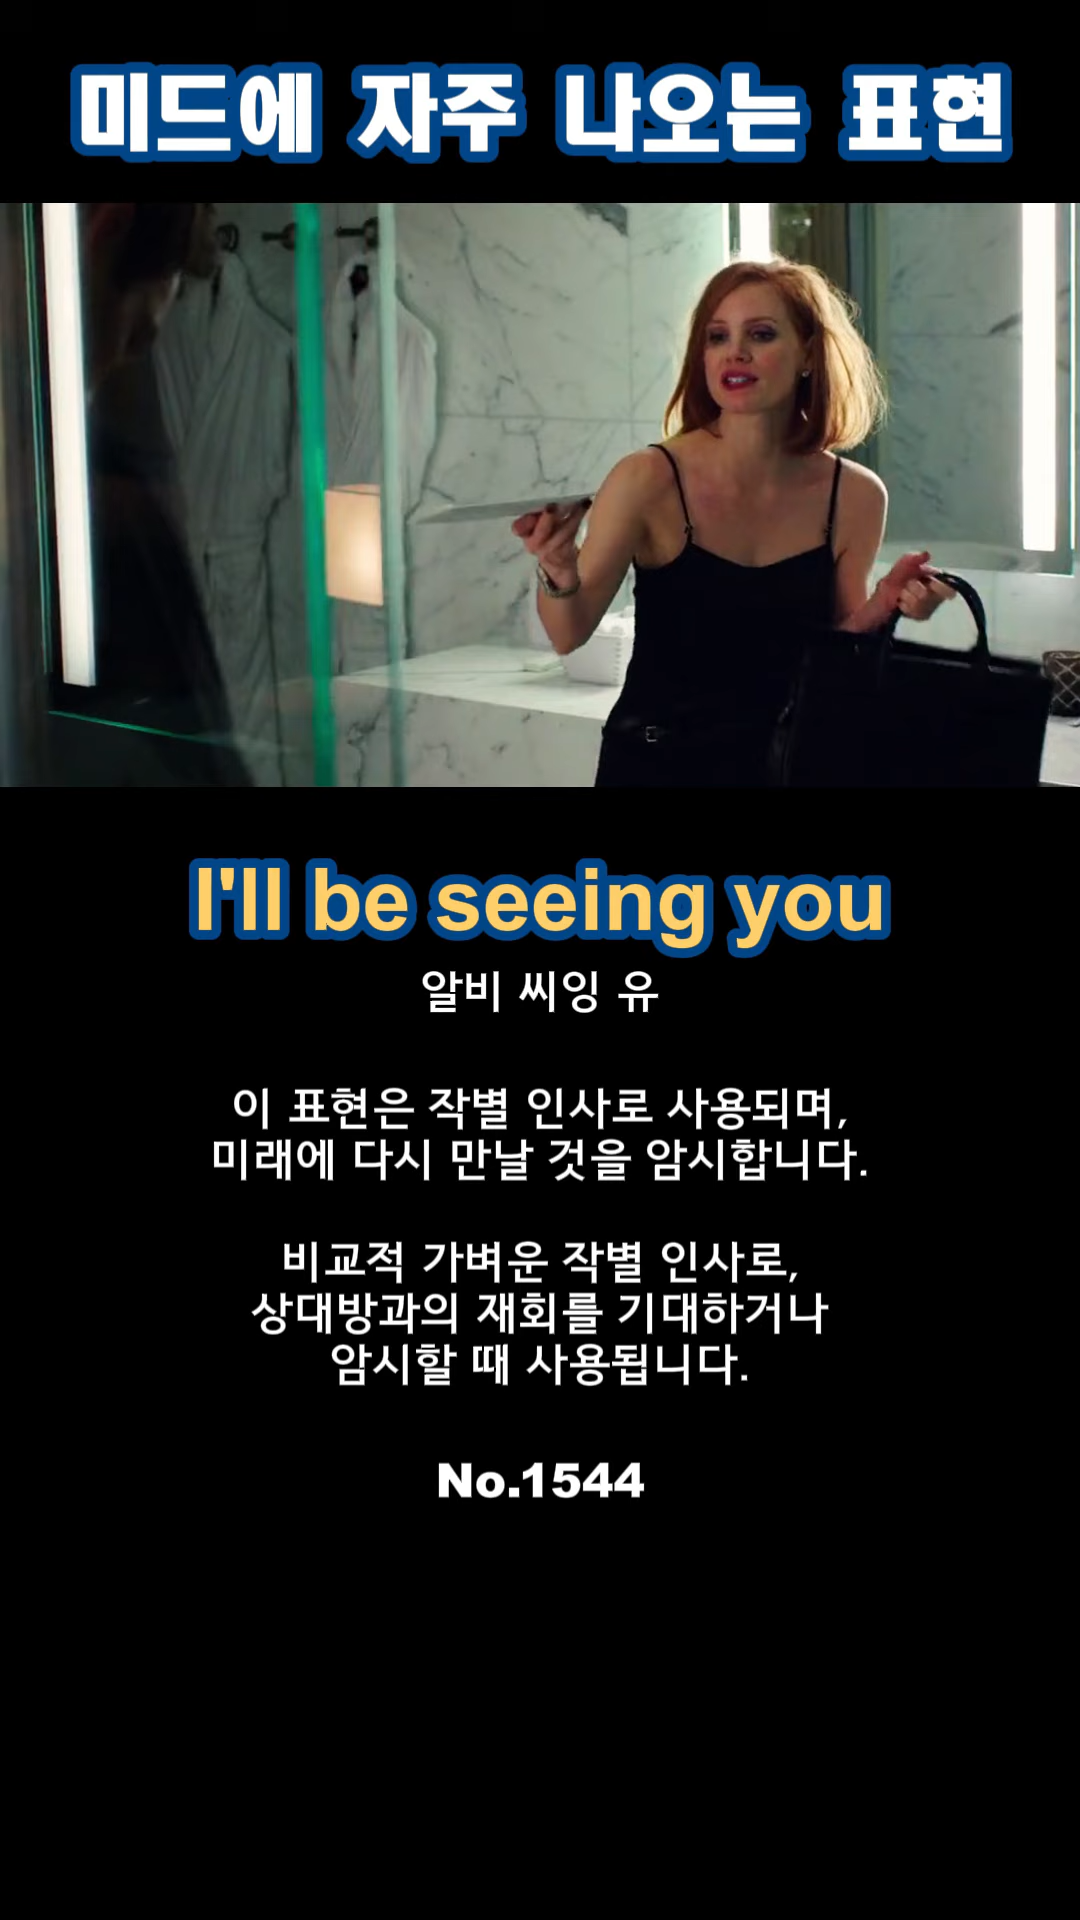 미드에 자주 나오는 표현
I'll be seeing you
알비 씨잉 유
이 표현은 작별 인사로 사용되며,
미래에 다시 만날 것을 암시합니다.
비교적 가벼운 작별 인사로,
상대방과의 재회를 기대하거나
암시할 때 사용됩니다.
No.1544